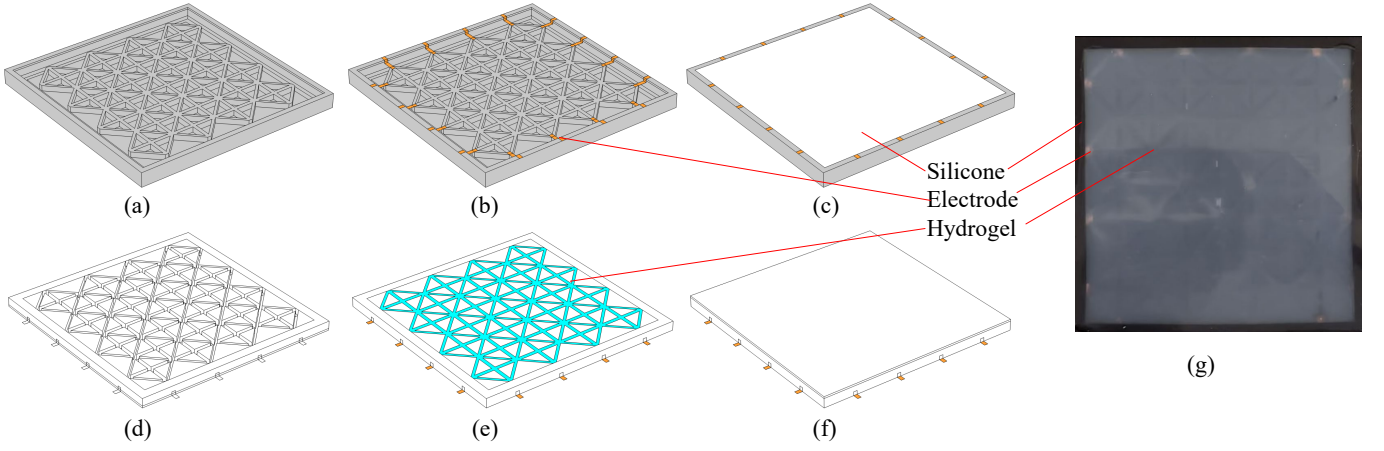 (a)
(b)
(c)
Silicone
Electrode
Hydrogel
(d)
(e)
(f)
(g)